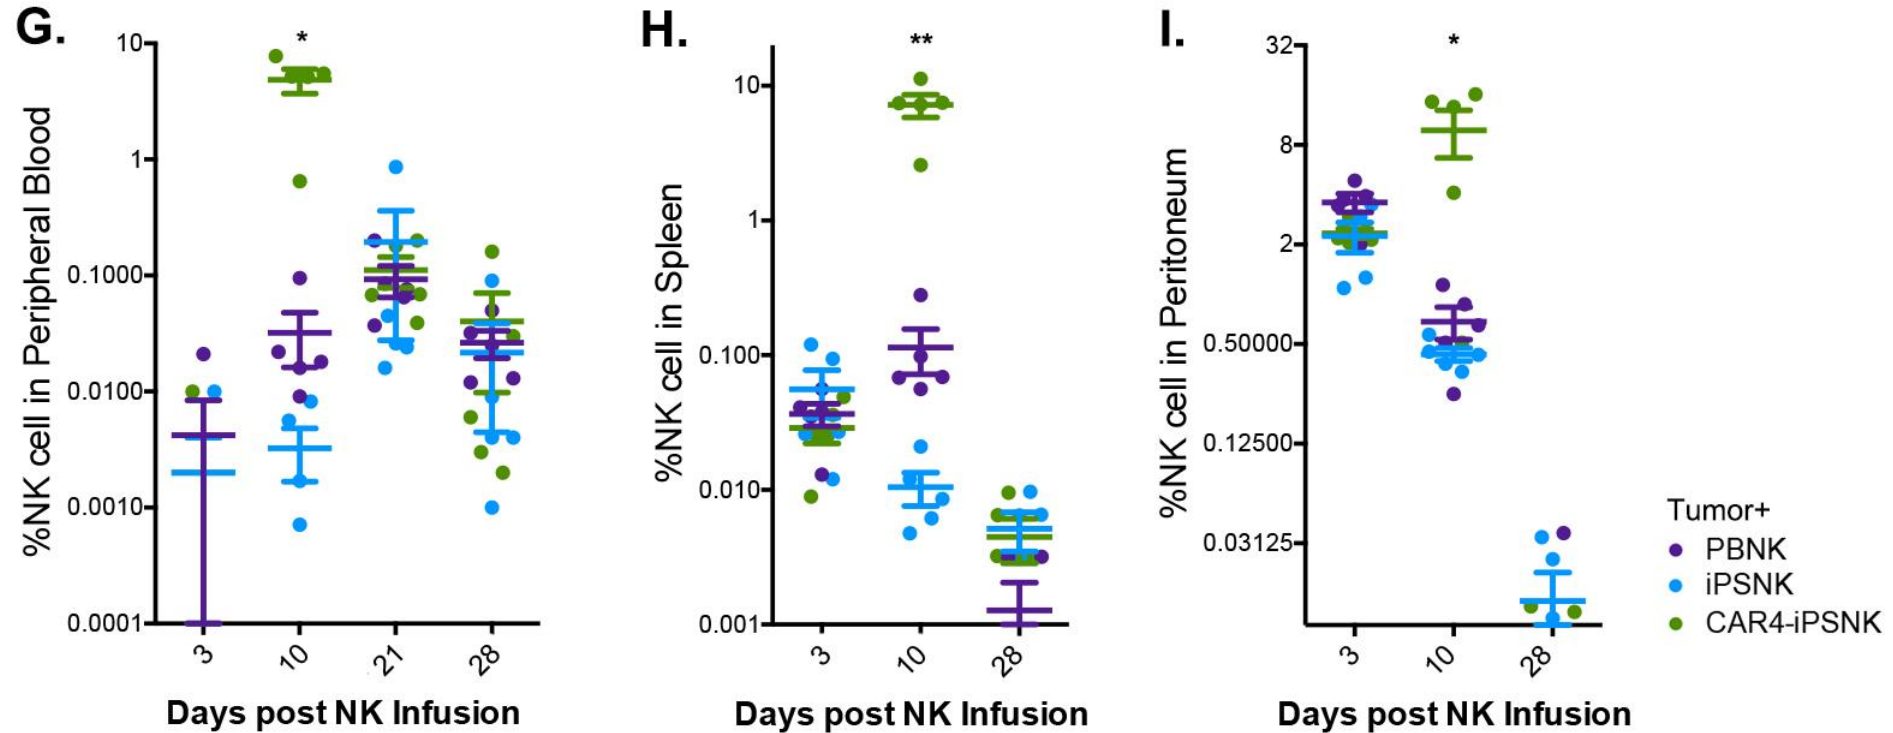 G.
%NK cell in Peripheral Blood
*
10
1
0.1000
0.0100
0.0010
0.0001
3
10
21
28
Days post NK Infusion
H.
%NK cell in Spleen
**
10
1
0.100
0.010
0.001
3
10
28
Days post NK Infusion
I.
%NK cell in Peritoneum
*
32
8
2
0.50000
0.12500
0.03125
3
10
28
Days post NK Infusion
Tumor+
PBNK
iPSNK
CAR4-iPSNK